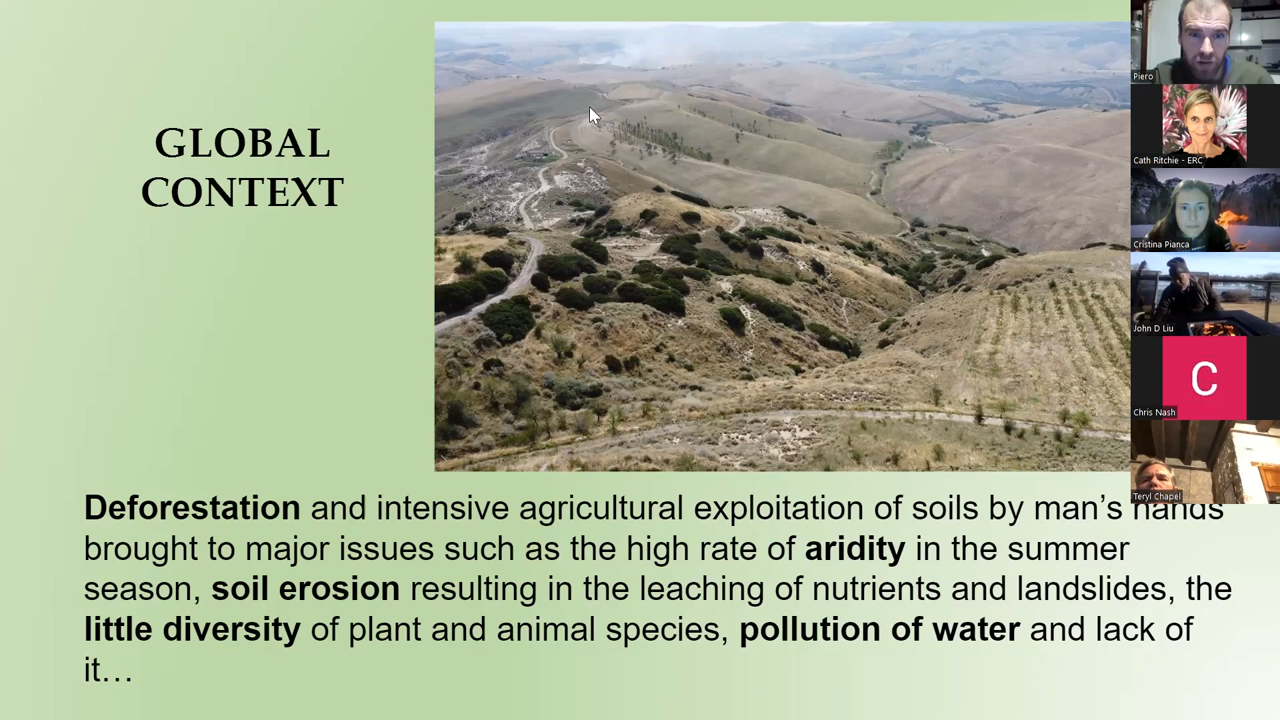 GLOBAL
CONTEXT
Piero
Cath Ritchie - ERC
Cristina Pianca
John D Liu
C
Chris Nash
Teryl Chapel
Deforestation and intensive agricultural exploitation of soils by man’s hands
brought to major issues such as the high rate of aridity in the summer
season, soil erosion resulting in the leaching of nutrients and landslides, the
little diversity of plant and animal species, pollution of water and lack of
it…